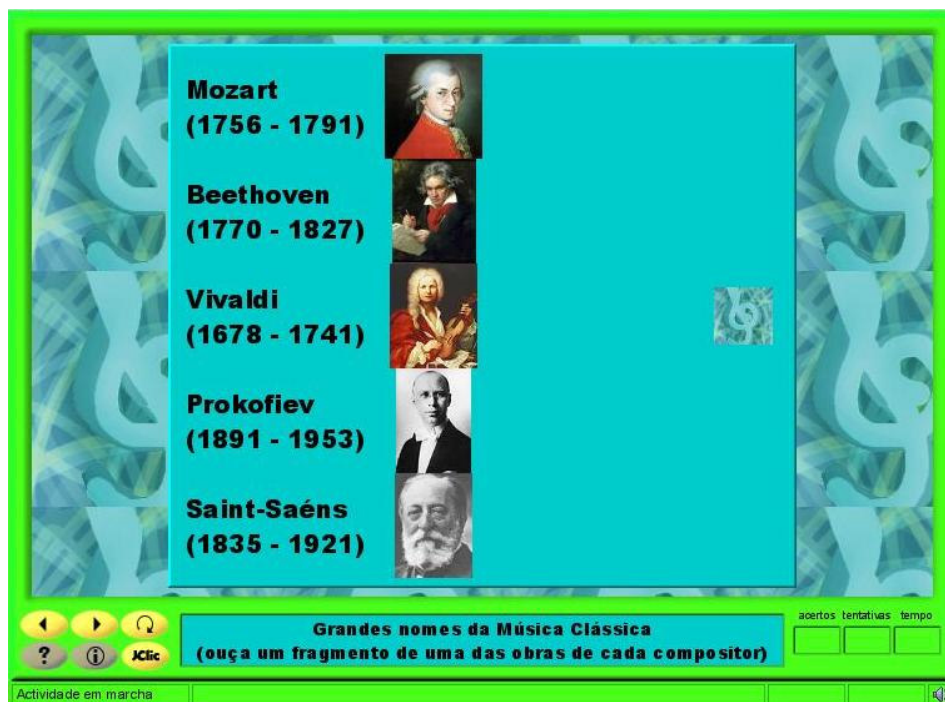 Mozart
(1756 - 1791)
Beethoven
(1770 - 1827)
Vivaldi
(1678 - 1741)
Prokofiev
(1891 - 1953)
Saint-Saéns
(1835 - 1921)
Grandes nomes da Música Clássica
(ouça um fragmento de uma das obras de cada compositor)
acertos tentativas tempo
? i JClic
Actividade em marcha